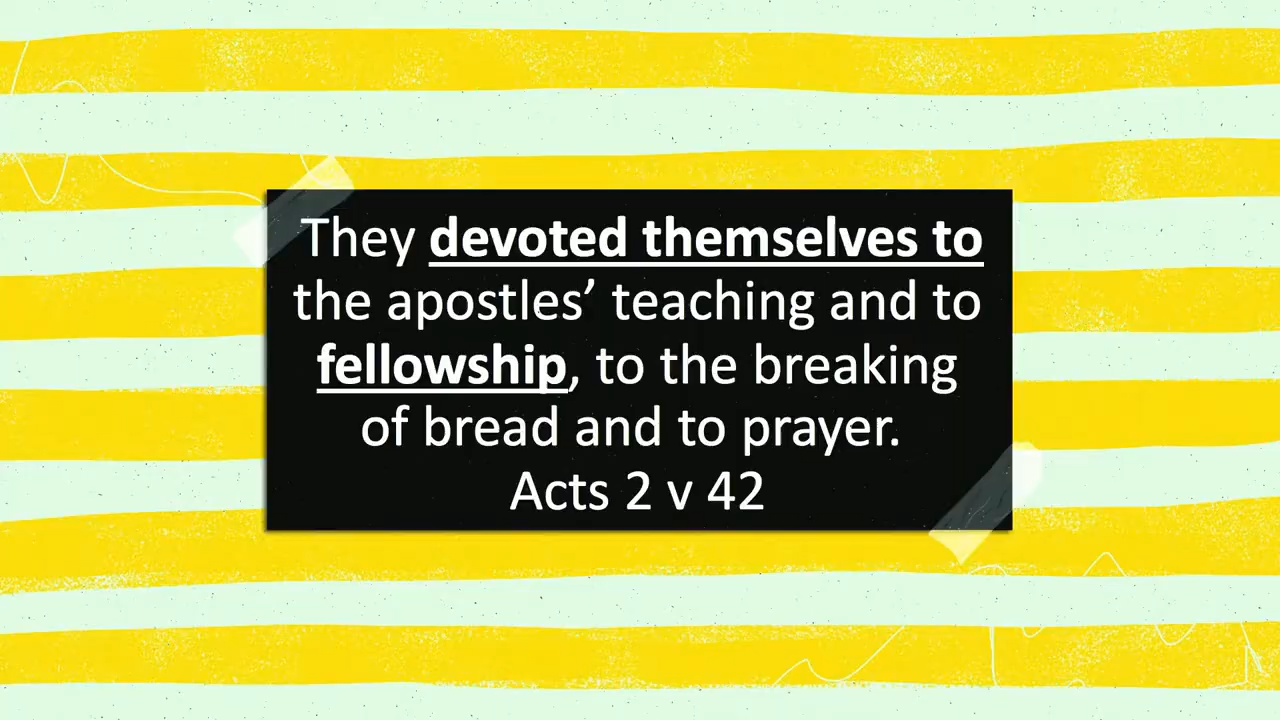 They devoted themselves to
the apostles’ teaching and to
fellowship, to the breaking
of bread and to prayer.
Acts 2 v 42